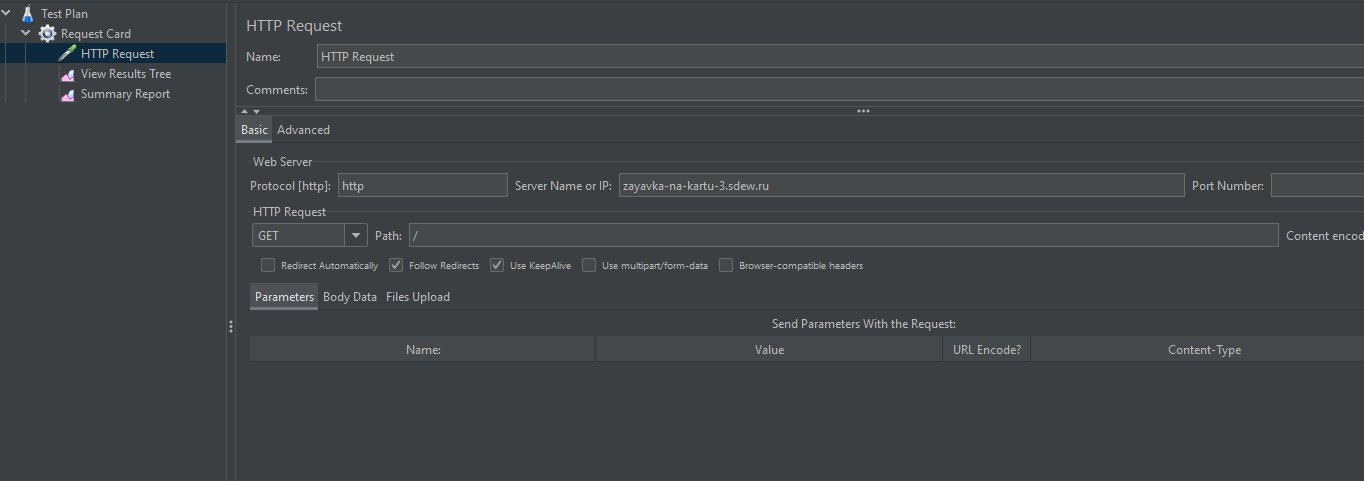 Test Plan
Request Card
HTTP Request
View Results Tree
Summary Report
HTTP Request
Name: HTTP Request
Comments:
Basic Advanced
Web Server
Protocol [http]: http Server Name or IP: zayavka-na-kartu-3.sdew.ru Port Number:
HTTP Request
GET Path: / Content encod
Redirect Automatically Follow Redirects Use KeepAlive Use multipart/form-data Browser-compatible headers
Parameters Body Data Files Upload
Send Parameters With the Request:
Name: Value URL Encode? Content-Type